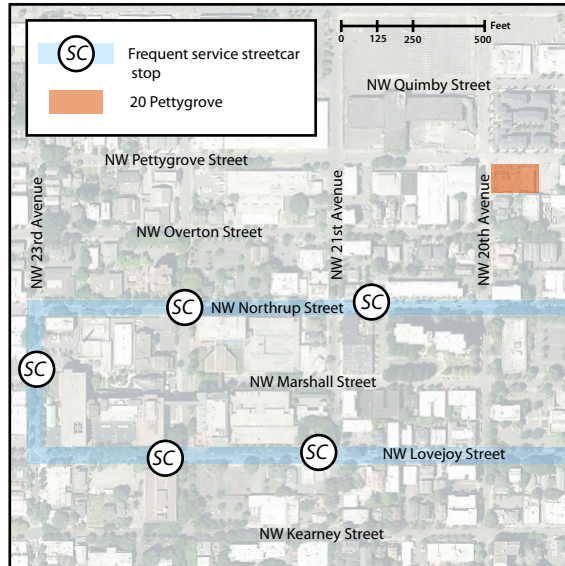 Feet
0 125 250 500
SC
Frequent service streetcar
stop
20 Pettygrove
NW Quimby Street
NW Pettygrove Street
NW 23rd Avenue
NW 21st Avenue
NW 20th Avenue
NW Overton Street
SC
NW Northrup Street
SC
SC
NW Marshall Street
SC
SC
NW Lovejoy Street
NW Kearney Street